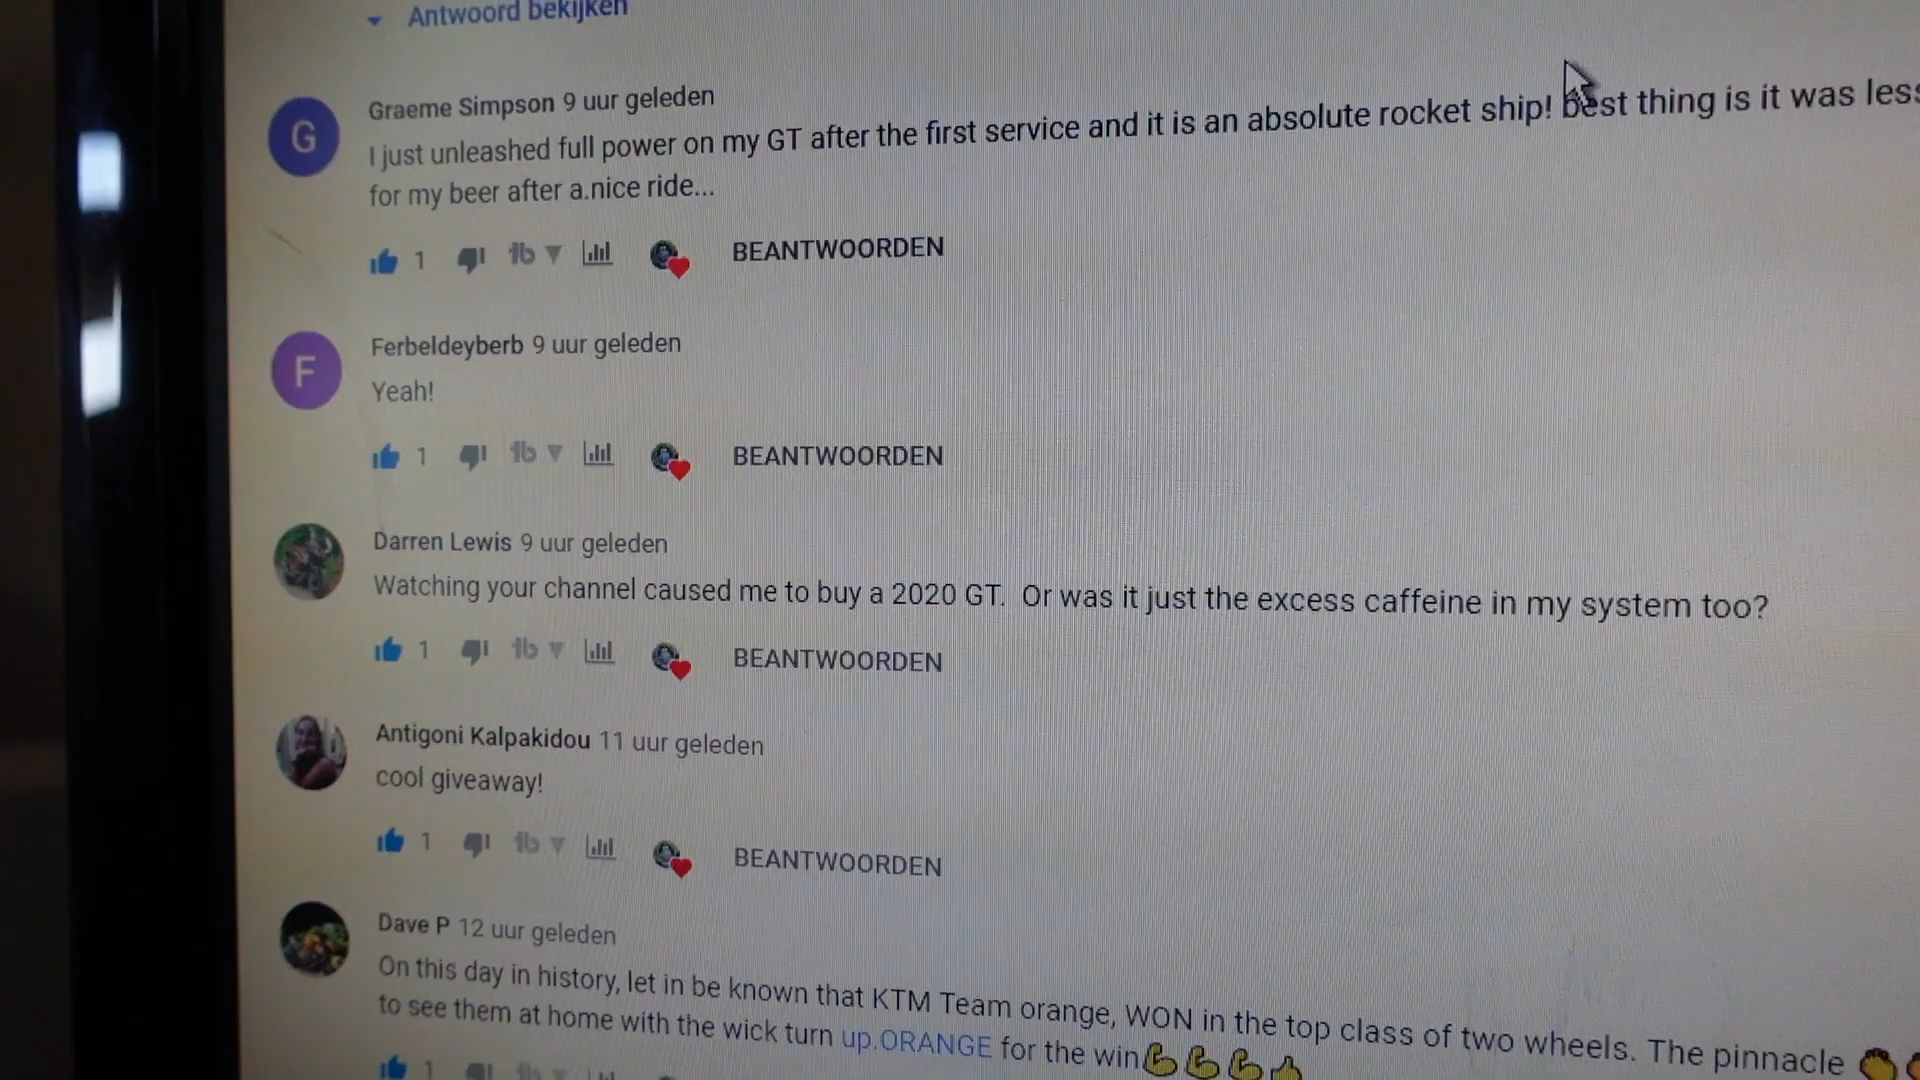 Antwoord bekijken
G
Graeme Simpson 9 uur geleden
I just unleashed full power on my GT after the first service and it is an absolute rocket ship! best thing is it was less
for my beer after a.nice ride...
1 BEANTWOORDEN
F
Ferbeldeyberb 9 uur geleden
Yeah!
1 BEANTWOORDEN
Darren Lewis 9 uur geleden
Watching your channel caused me to buy a 2020 GT. Or was it just the excess caffeine in my system too?
1 BEANTWOORDEN
Antigoni Kalpakidou 11 uur geleden
cool giveaway!
1 BEANTWOORDEN
Dave P 12 uur geleden
On this day in history, let in be known that KTM Team orange, WON in the top class of two wheels. The pinnacle
to see them at home with the wick turn up.ORANGE for the win💪💪💪👍
1